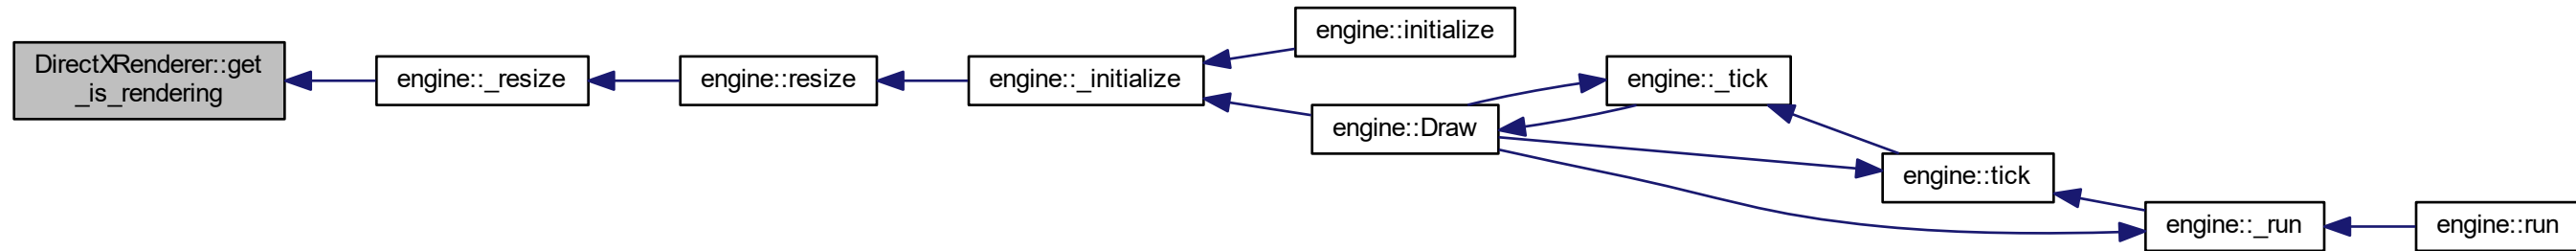 DirectXRenderer::get
_is_rendering
engine::_resize
engine::resize
engine::_initialize
engine::initialize
engine::Draw
engine::_tick
engine::tick
engine::_run
engine::run